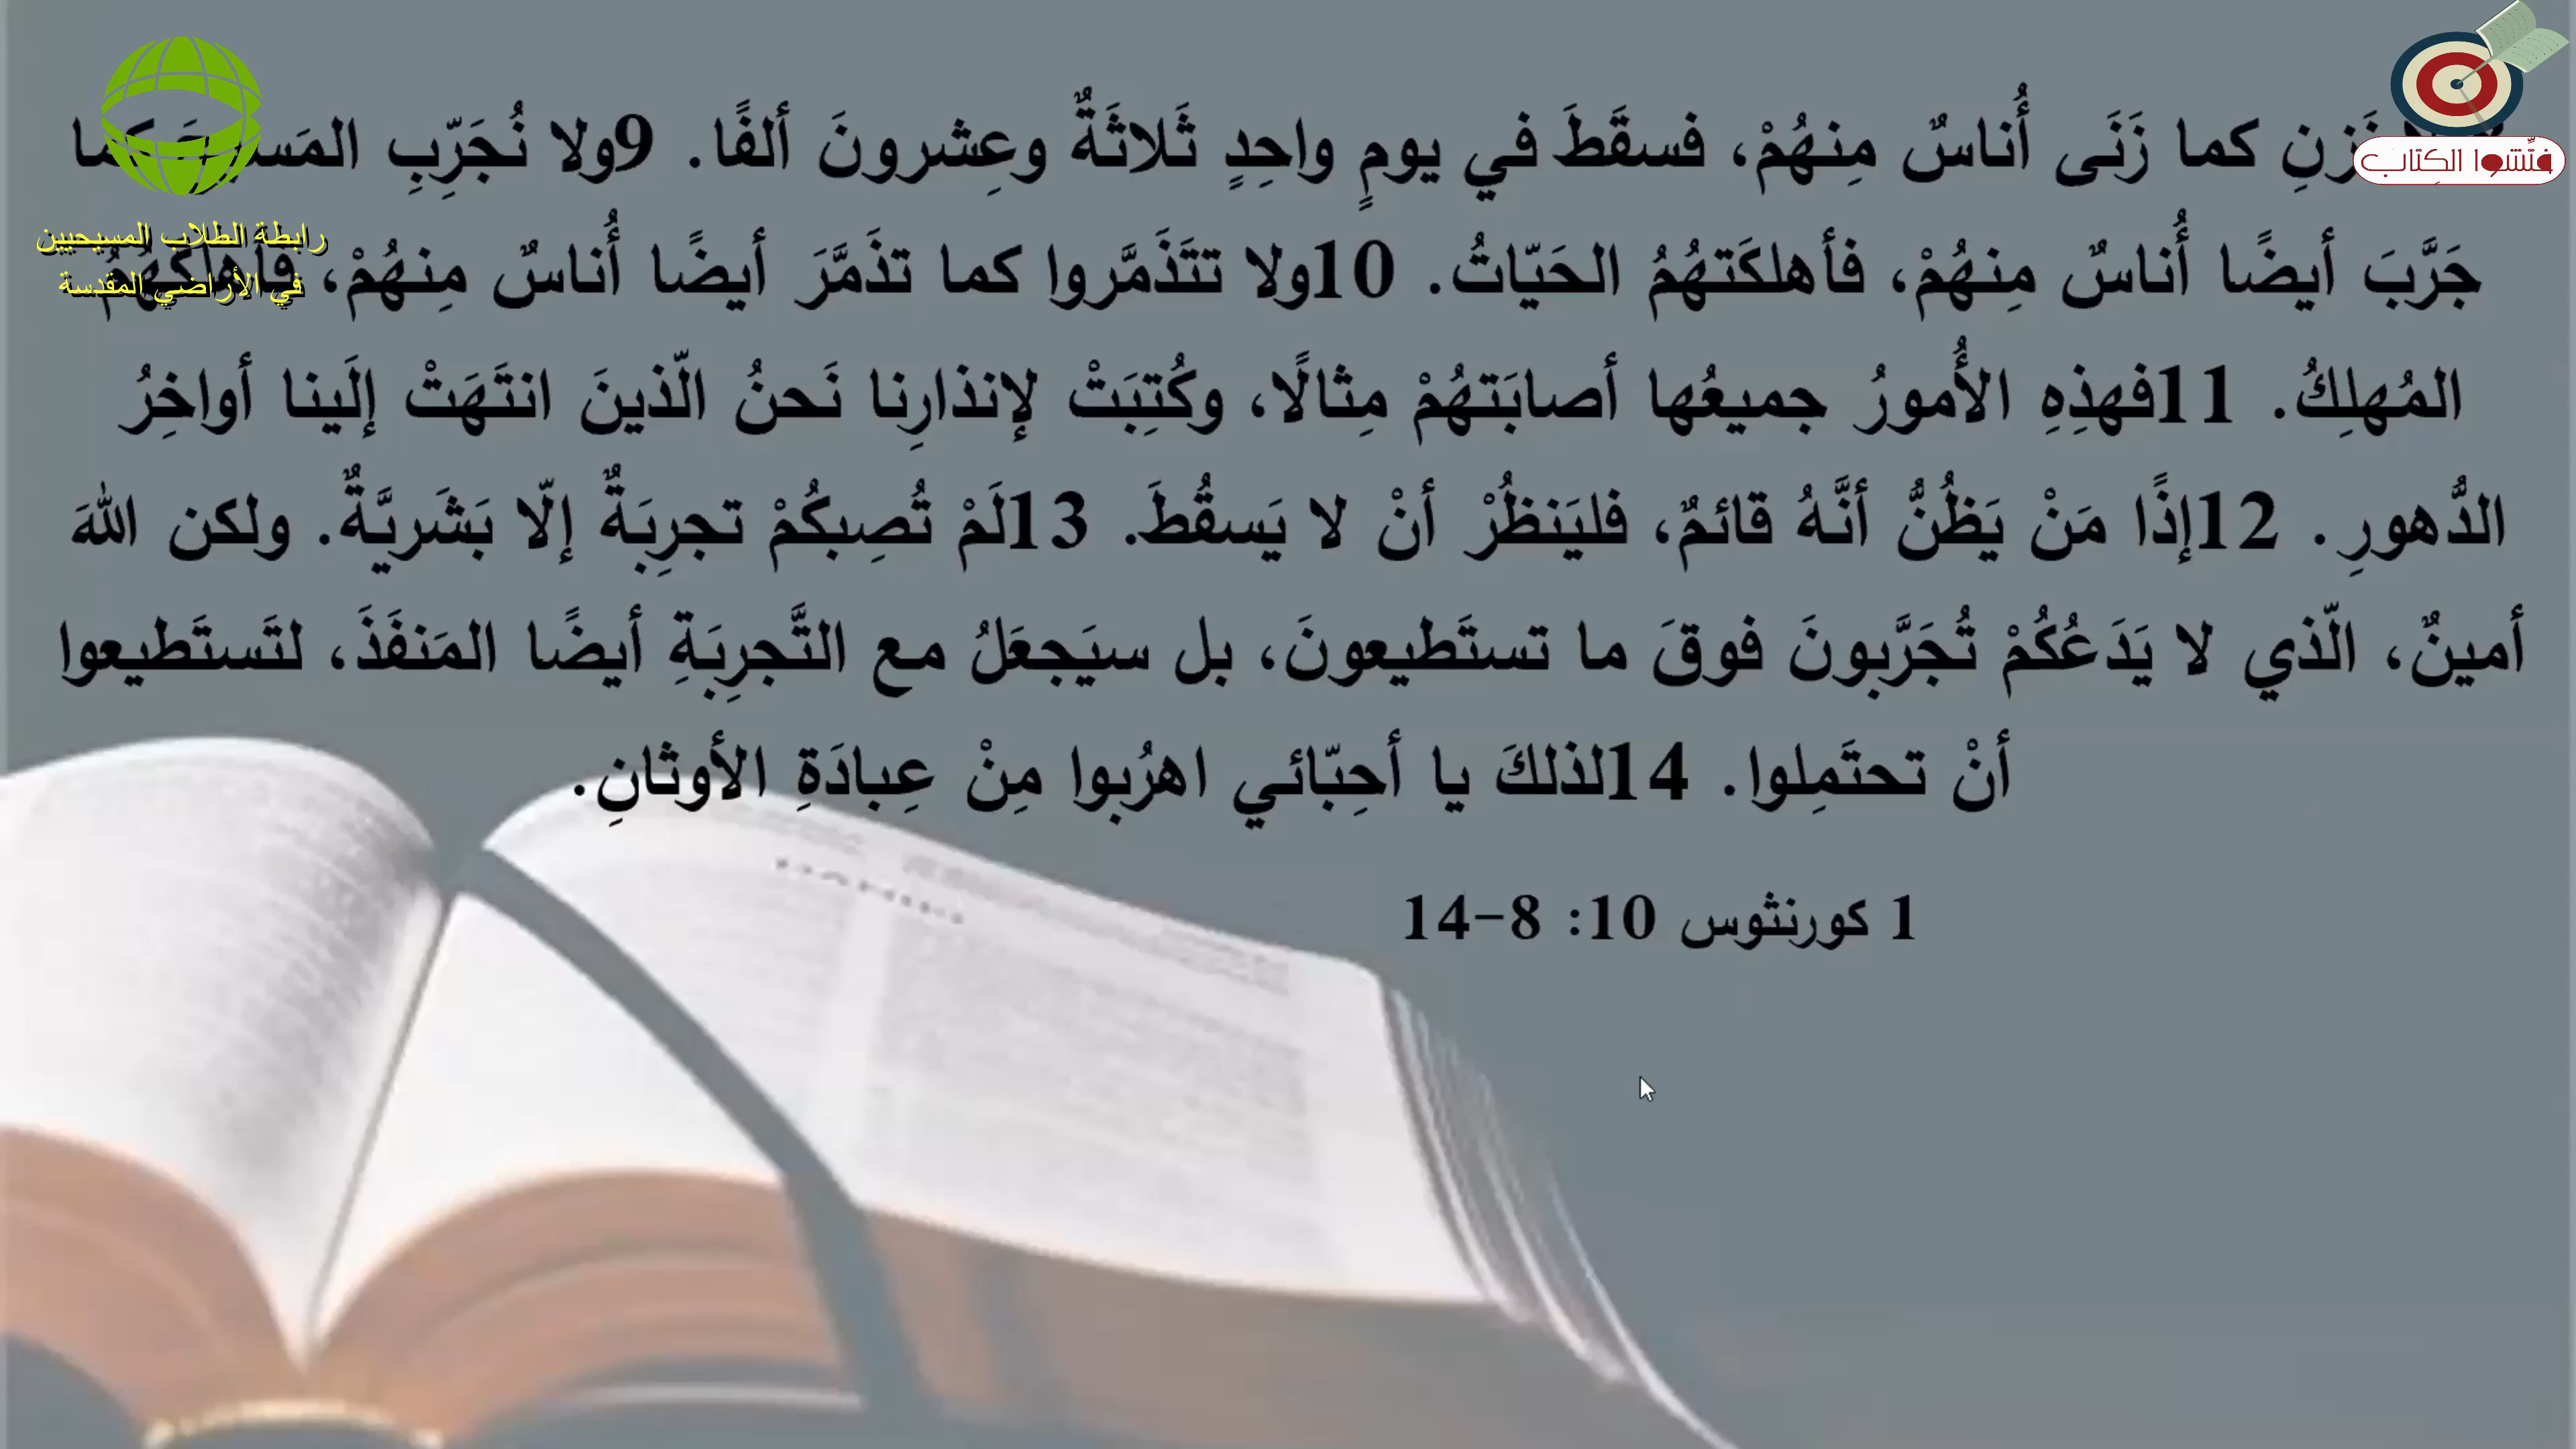 نَزنِ كما زَنَى أُناسٌ مِنهُمْ، فسقَطَ في يومٍ واحِدٍ ثَلاثَةٌ وعِشرونَ ألفًا. 9ولا نُجَرِّبِ المَسيحَ كما
جَرَّبَ أيضًا أُناسٌ مِنهُمْ، فأهلكَتهُمُ الحَيّاتُ. 10ولا تتَذَمَّروا كما تذَمَّرَ أيضًا أُناسٌ مِنهُمْ، فأهلكَهُمُ
المُهلِكُ. 11فهذِهِ الأُمورُ جميعُها أصابَتهُمْ مِثالًا، وكُتِبَتْ لإنذارِنا نَحنُ الّذينَ انتَهَتْ إلَينا أواخِرُ
الدُّهورِ. 12إذًا مَنْ يَظُنُّ أنَّهُ قائمٌ، فليَنظُرْ أنْ لا يَسقُطَ. 13لَمْ تُصِبكُمْ تجرِبَةٌ إلّا بَشَريَّةٌ. ولكن اللهَ
أمينٌ، الّذي لا يَدَعُكُمْ تُجَرَّبونَ فوقَ ما تستَطيعونَ، بل سيَجعَلُ مع التَّجرِبَةِ أيضًا المَنفَذَ، لتَستَطيعوا
أنْ تحتَمِلوا. 14لذلكَ يا أحِبّائي اهرُبوا مِنْ عِبادَةِ الأوثانِ.
1 كورنثوس 10: 8-14
فتِّشوا الكِتاب
رابطة الطلاب المسيحيين
في الأراضي المقدسة